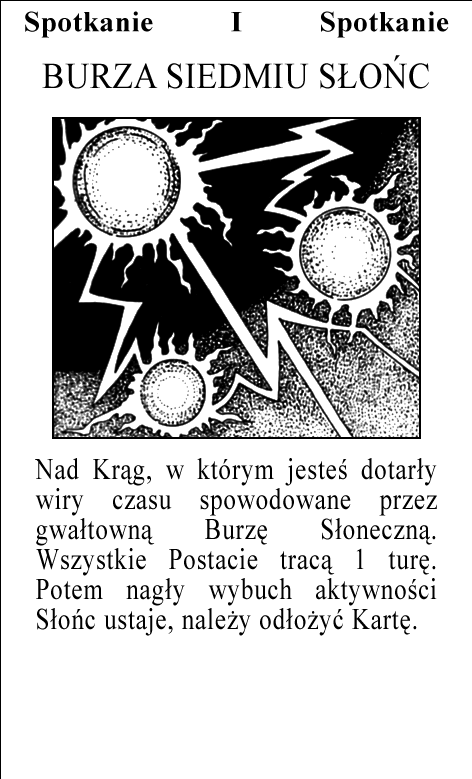 Spotkanie I Spotkanie
BURZA SIEDMIU SŁOŃC
Nad Krąg, w którym jesteś dotarły
wiry czasu spowodowane przez
gwałtowną Burzę Słoneczną.
Wszystkie Postacie tracą 1 turę.
Potem nagły wybuch aktywności
Słońc ustaje, należy odłożyć Kartę.